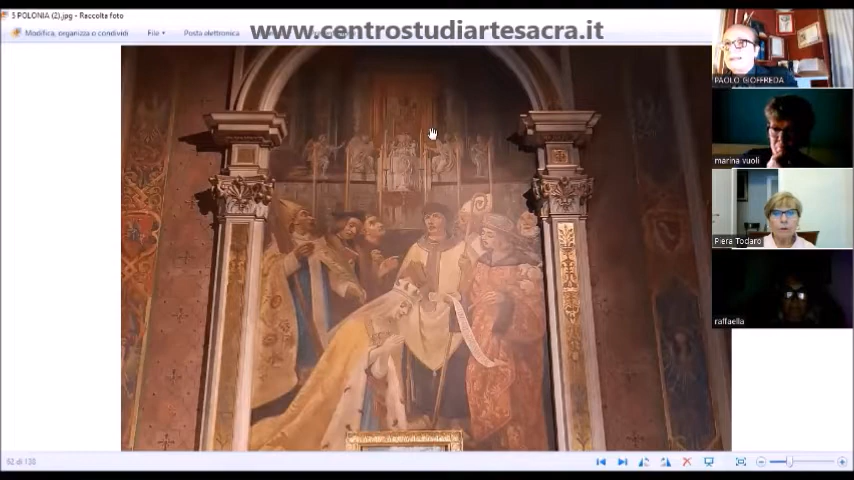 5 POLONIA (2).jpg - Raccolta foto
www.centrostudiartesacra.it
Modifica, organizza o condividi
File
Posta elettronica
PAOLO GIOFFREDA
marina vuoli
Piera Todaro
raffaella
92 di 138